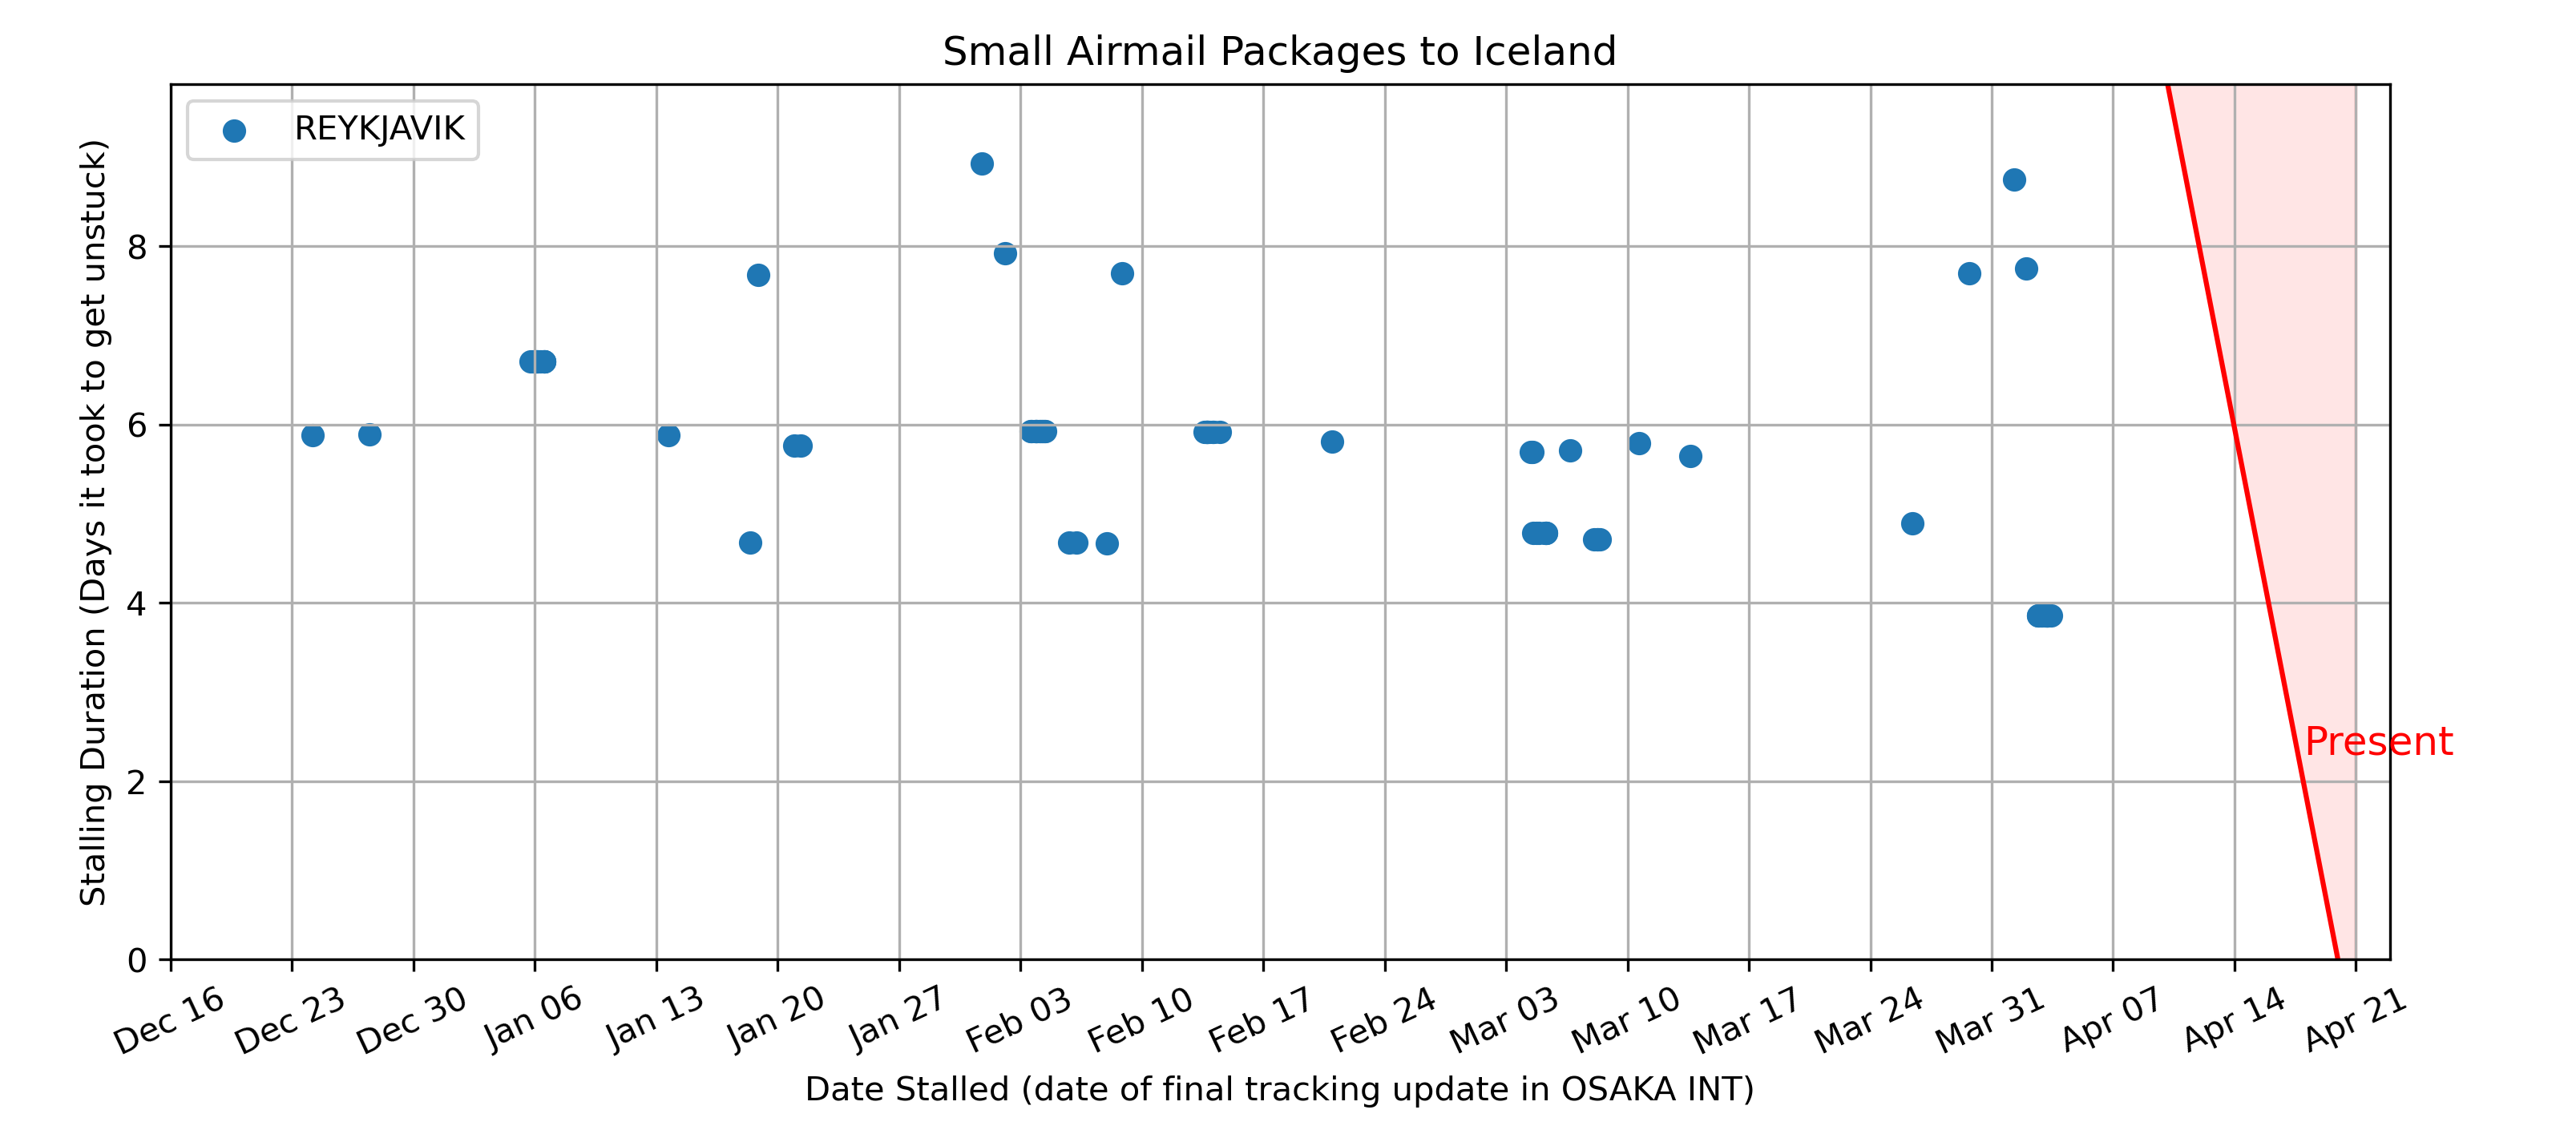 Small Airmail Packages to Iceland
REYKJAVIK
Stalling Duration (Days it took to get unstuck)
8
6
4
2
0
Present
Dec 16 Dec 23 Dec 30 Jan 06 Jan 13 Jan 20 Jan 27 Feb 03 Feb 10 Feb 17 Feb 24 Mar 03 Mar 10 Mar 17 Mar 24 Mar 31 Apr 07 Apr 14 Apr 21
Date Stalled (date of final tracking update in OSAKA INT)